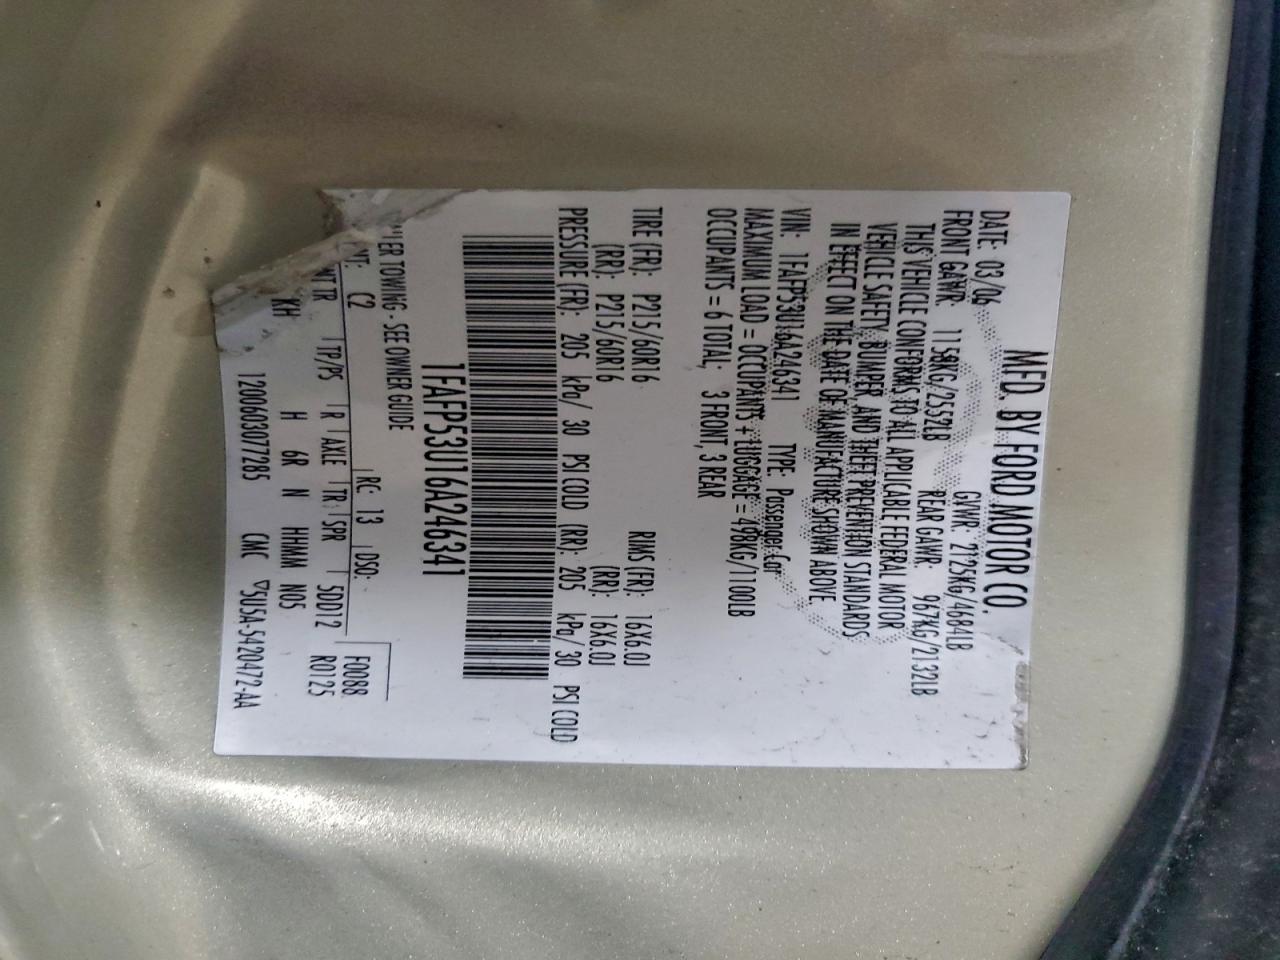 MFD. BY FORD MOTOR CO.
DATE: 03/06 GVWR: 2125KG/4684LB
FRONT GAWR: 1158KG/2552LB REAR GAWR: 967KG/2132LB
THIS VEHICLE CONFORMS TO ALL APPLICABLE FEDERAL MOTOR
VEHICLE SAFETY, BUMPER, AND THEFT PREVENTION STANDARDS
IN EFFECT ON THE DATE OF MANUFACTURE SHOWN ABOVE.
VIN: 1FAFP53U16A246341 TYPE: Passenger Car
MAXIMUM LOAD = OCCUPANTS + LUGGAGE = 498KG/1100LB
OCCUPANTS = 6 TOTAL; 3 FRONT, 3 REAR
TIRE (FR): P215/60R16 RIMS (FR): 16X6.0J
(RR): P215/60R16 (RR): 16X6.0J
PRESSURE (FR): 205 kPa/ 30 PSI COLD (RR): 205 kPa/ 30 PSI COLD
1FAFP53U16A246341
TOWING - SEE OWNER GUIDE
F0088
R0125
C2 RC: 13 DSO:
INT TR TP/PS R AXLE TR SPR 5DD12
KH H 6R N HHMM N05
12006030772B5 CMC ▽5U5A-5420472-AA